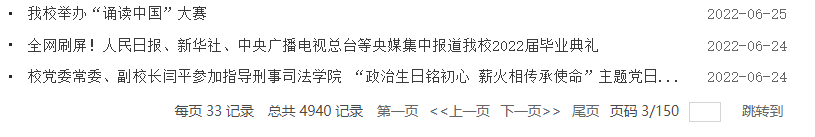 • 我校举办“诵读中国”大赛 2022-06-25
• 全网刷屏！人民日报、新华社、中央广播电视总台等央媒集中报道我校2022届毕业典礼 2022-06-24
• 校党委常委、副校长闫平参加指导刑事司法学院 “政治生日铭初心 薪火相传承使命”主题党日... 2022-06-24
每页 33 记录 总共 4940 记录 第一页 <<上一页 下一页>> 尾页 页码 3/150 跳转到